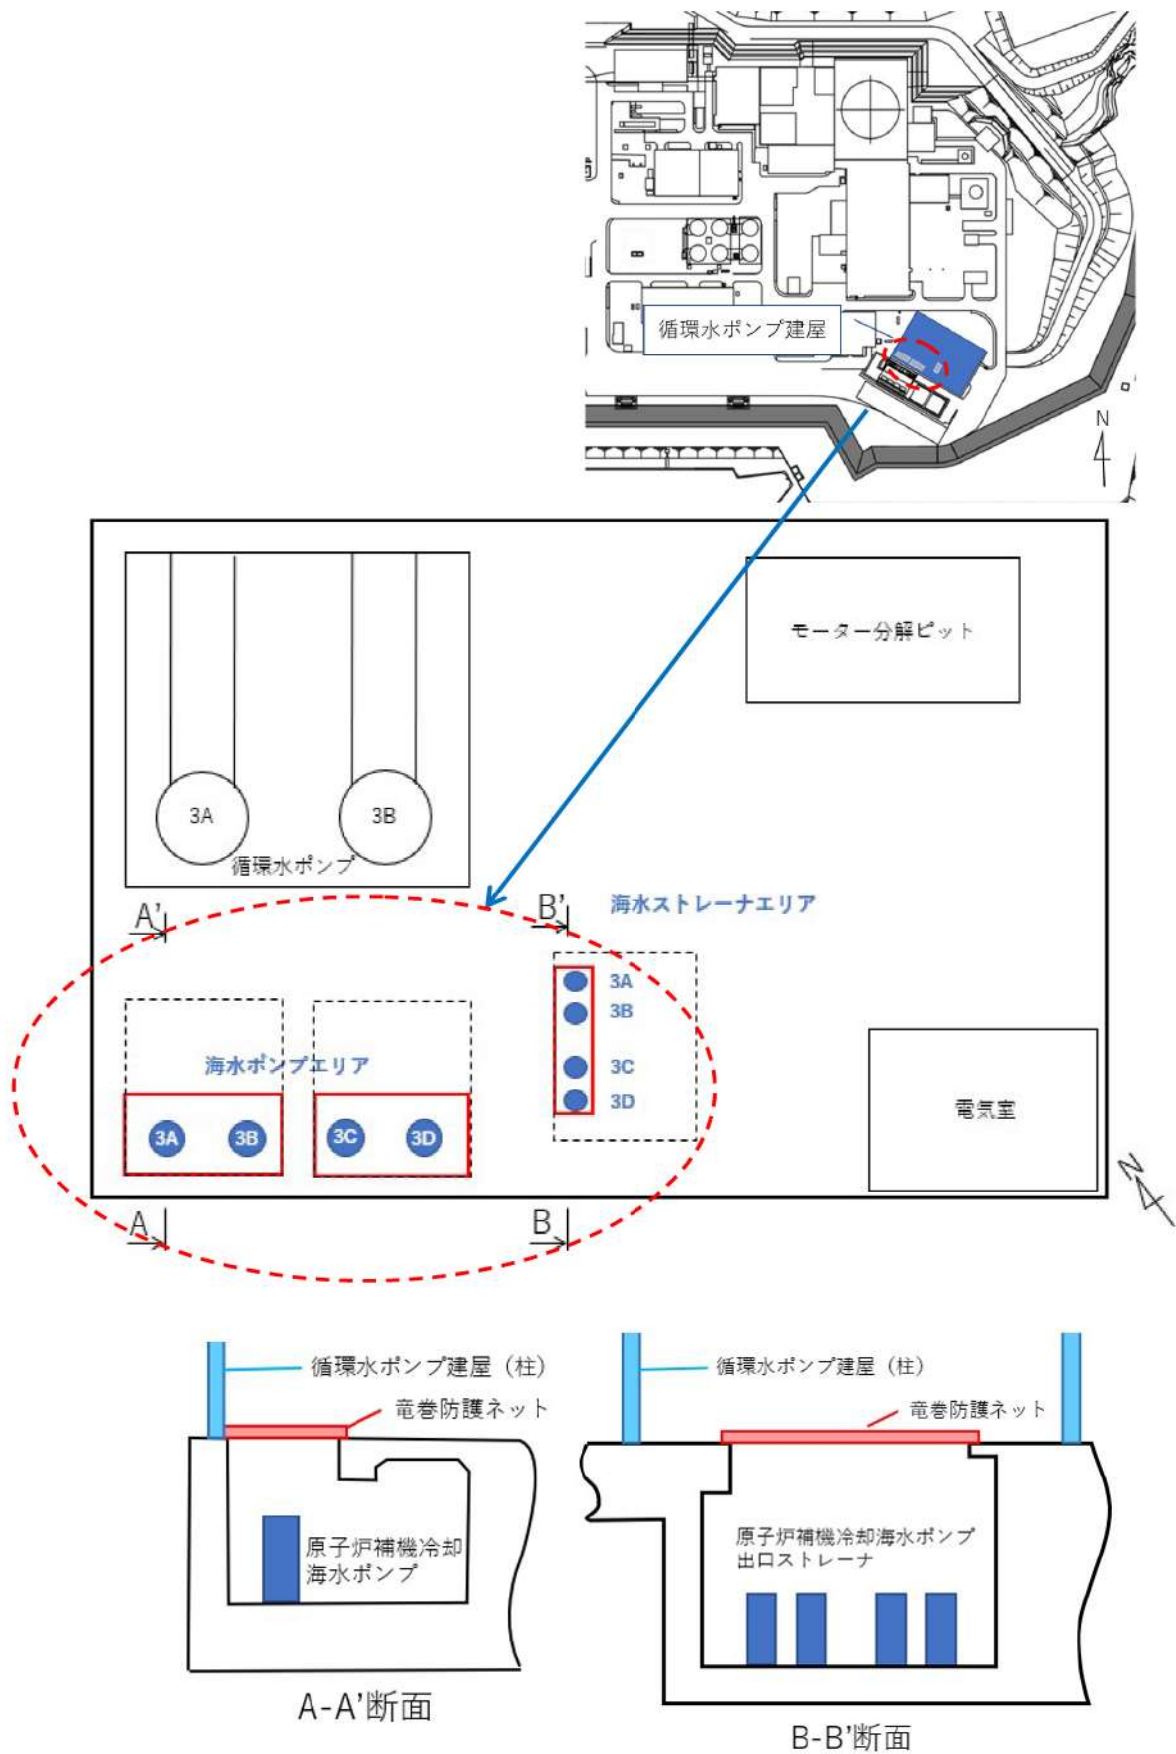 循環水ポンプ建屋
N
モーター分解ピット
3A
3B
循環水ポンプ
A'
B'
海水ストレーナエリア
3A
3B
3C
3D
海水ポンプエリア
3A
3B
3C
3D
電気室
N
A
B
循環水ポンプ建屋（柱）
竜巻防護ネット
原子炉補機冷却
海水ポンプ
A-A'断面
循環水ポンプ建屋（柱）
竜巻防護ネット
原子炉補機冷却海水ポンプ
出口ストレーナ
B-B'断面